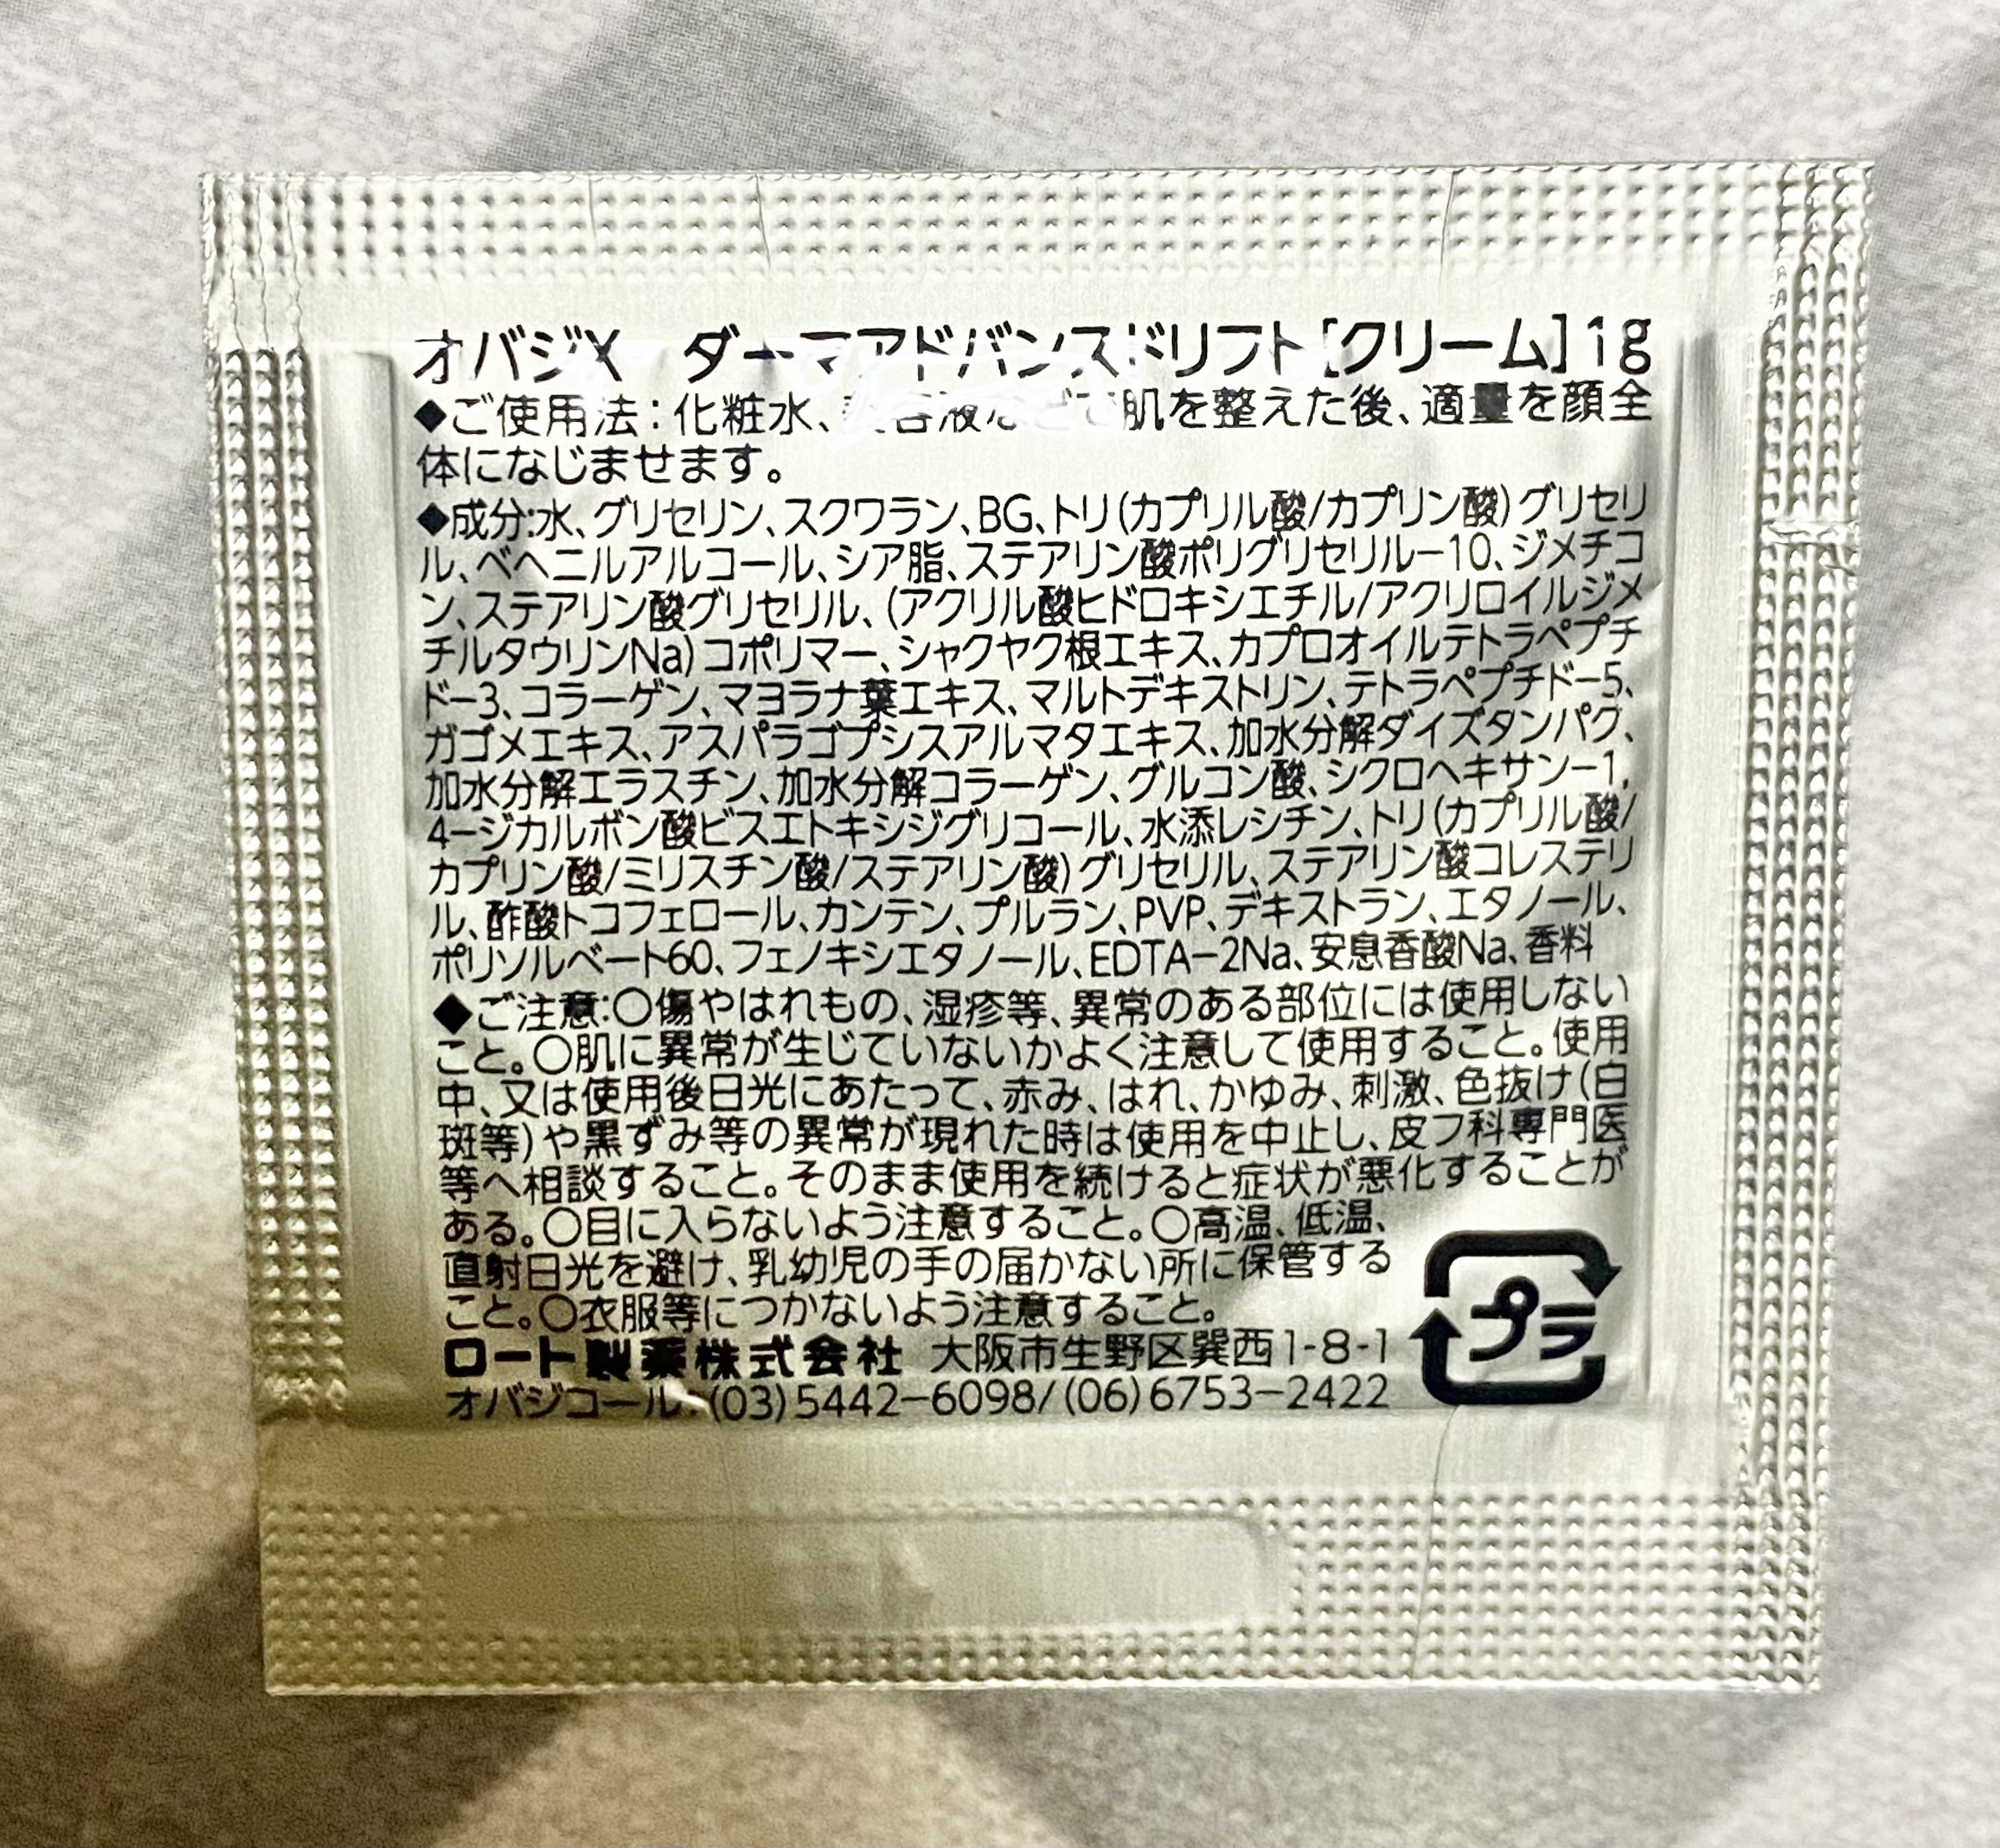 オバジX ダーマアドバンスドリフト[クリーム]1g
◆ご使用法：化粧水、美容液などで肌を整えた後、適量を顔全
体になじませます。
◆成分:水、グリセリン、スクワラン、BG、トリ(カプリル酸/カプリン酸)グリセリ
ル、ベヘニルアルコール、シア脂、ステアリン酸ポリグリセリル−10、ジメチコ
ン、ステアリン酸グリセリル、(アクリル酸ヒドロキシエチル/アクリロイルジメ
チルタウリンNa)コポリマー、シャクヤク根エキス、カプロオイルテトラペプチ
ド−3、コラーゲン、マヨラナ葉エキス、マルトデキストリン、テトラペプチド−5、
ガゴメエキス、アスパラゴプシスアルマタエキス、加水分解ダイズタンパク、
加水分解エラスチン、加水分解コラーゲン、グルコン酸、シクロヘキサン−1,
4−ジカルボン酸ビスエトキシジグリコール、水添レシチン、トリ(カプリル酸/
カプリン酸/ミリスチン酸/ステアリン酸)グリセリル、ステアリン酸コレステリ
ル、酢酸トコフェロール、カンテン、プルラン、PVP、デキストラン、エタノール、
ポリソルベート60、フェノキシエタノール、EDTA−2Na、安息香酸Na、香料
◆ご注意:○傷やはれもの、湿疹等、異常のある部位には使用しない
こと。○肌に異常が生じていないかよく注意して使用すること。使用
中、又は使用後日光にあたって、赤み、はれ、かゆみ、刺激、色抜け(白
斑等)や黒ずみ等の異常が現れた時は使用を中止し、皮フ科専門医
等へ相談すること。そのまま使用を続けると症状が悪化することが
ある。○目に入らないよう注意すること。○高温、低温、
直射日光を避け、乳幼児の手の届かない所に保管する
こと。○衣服等につかないよう注意すること。
ロート製薬株式会社 大阪市生野区巽西1-8-1
オバジコール：(03)5442−6098/(06)6753−2422
プラ